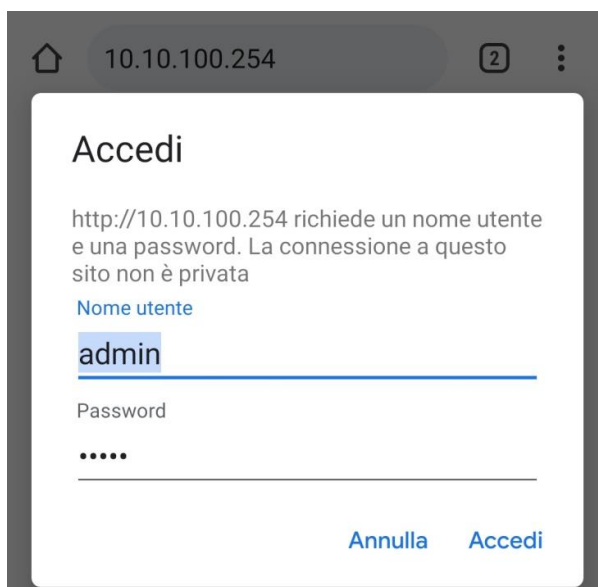 10.10.100.254
2
Accedi
http://10.10.100.254 richiede un nome utente
e una password. La connessione a questo
sito non è privata
Nome utente
admin
Password
•••••
Annulla
Accedi